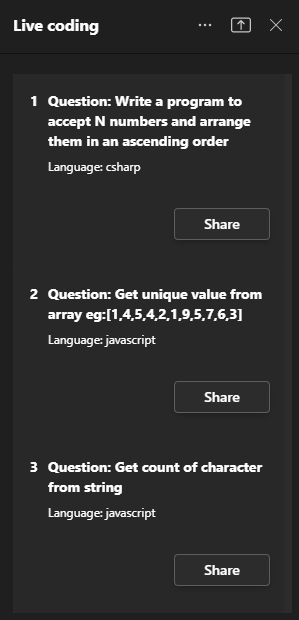 Live coding
1 Question: Write a program to
accept N numbers and arrange
them in an ascending order
Language: csharp
Share
2 Question: Get unique value from
array eg:[1,4,5,4,2,1,9,5,7,6,3]
Language: javascript
Share
3 Question: Get count of character
from string
Language: javascript
Share